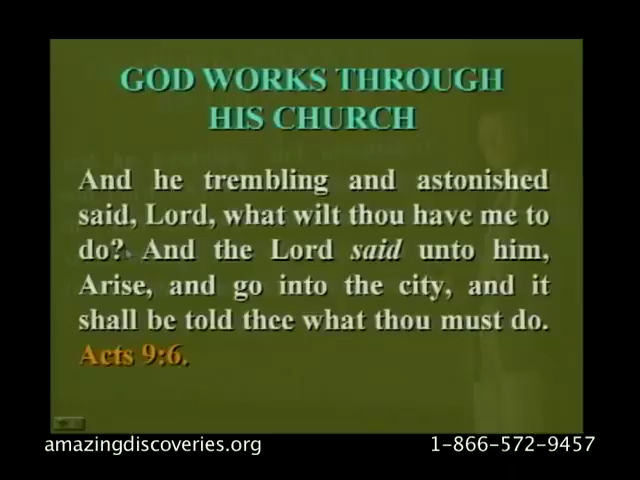 GOD WORKS THROUGH
HIS CHURCH
And he trembling and astonished
said, Lord, what wilt thou have me to
do? And the Lord said unto him,
Arise, and go into the city, and it
shall be told thee what thou must do.
Acts 9:6.
amazingdiscoveries.org
1-866-572-9457